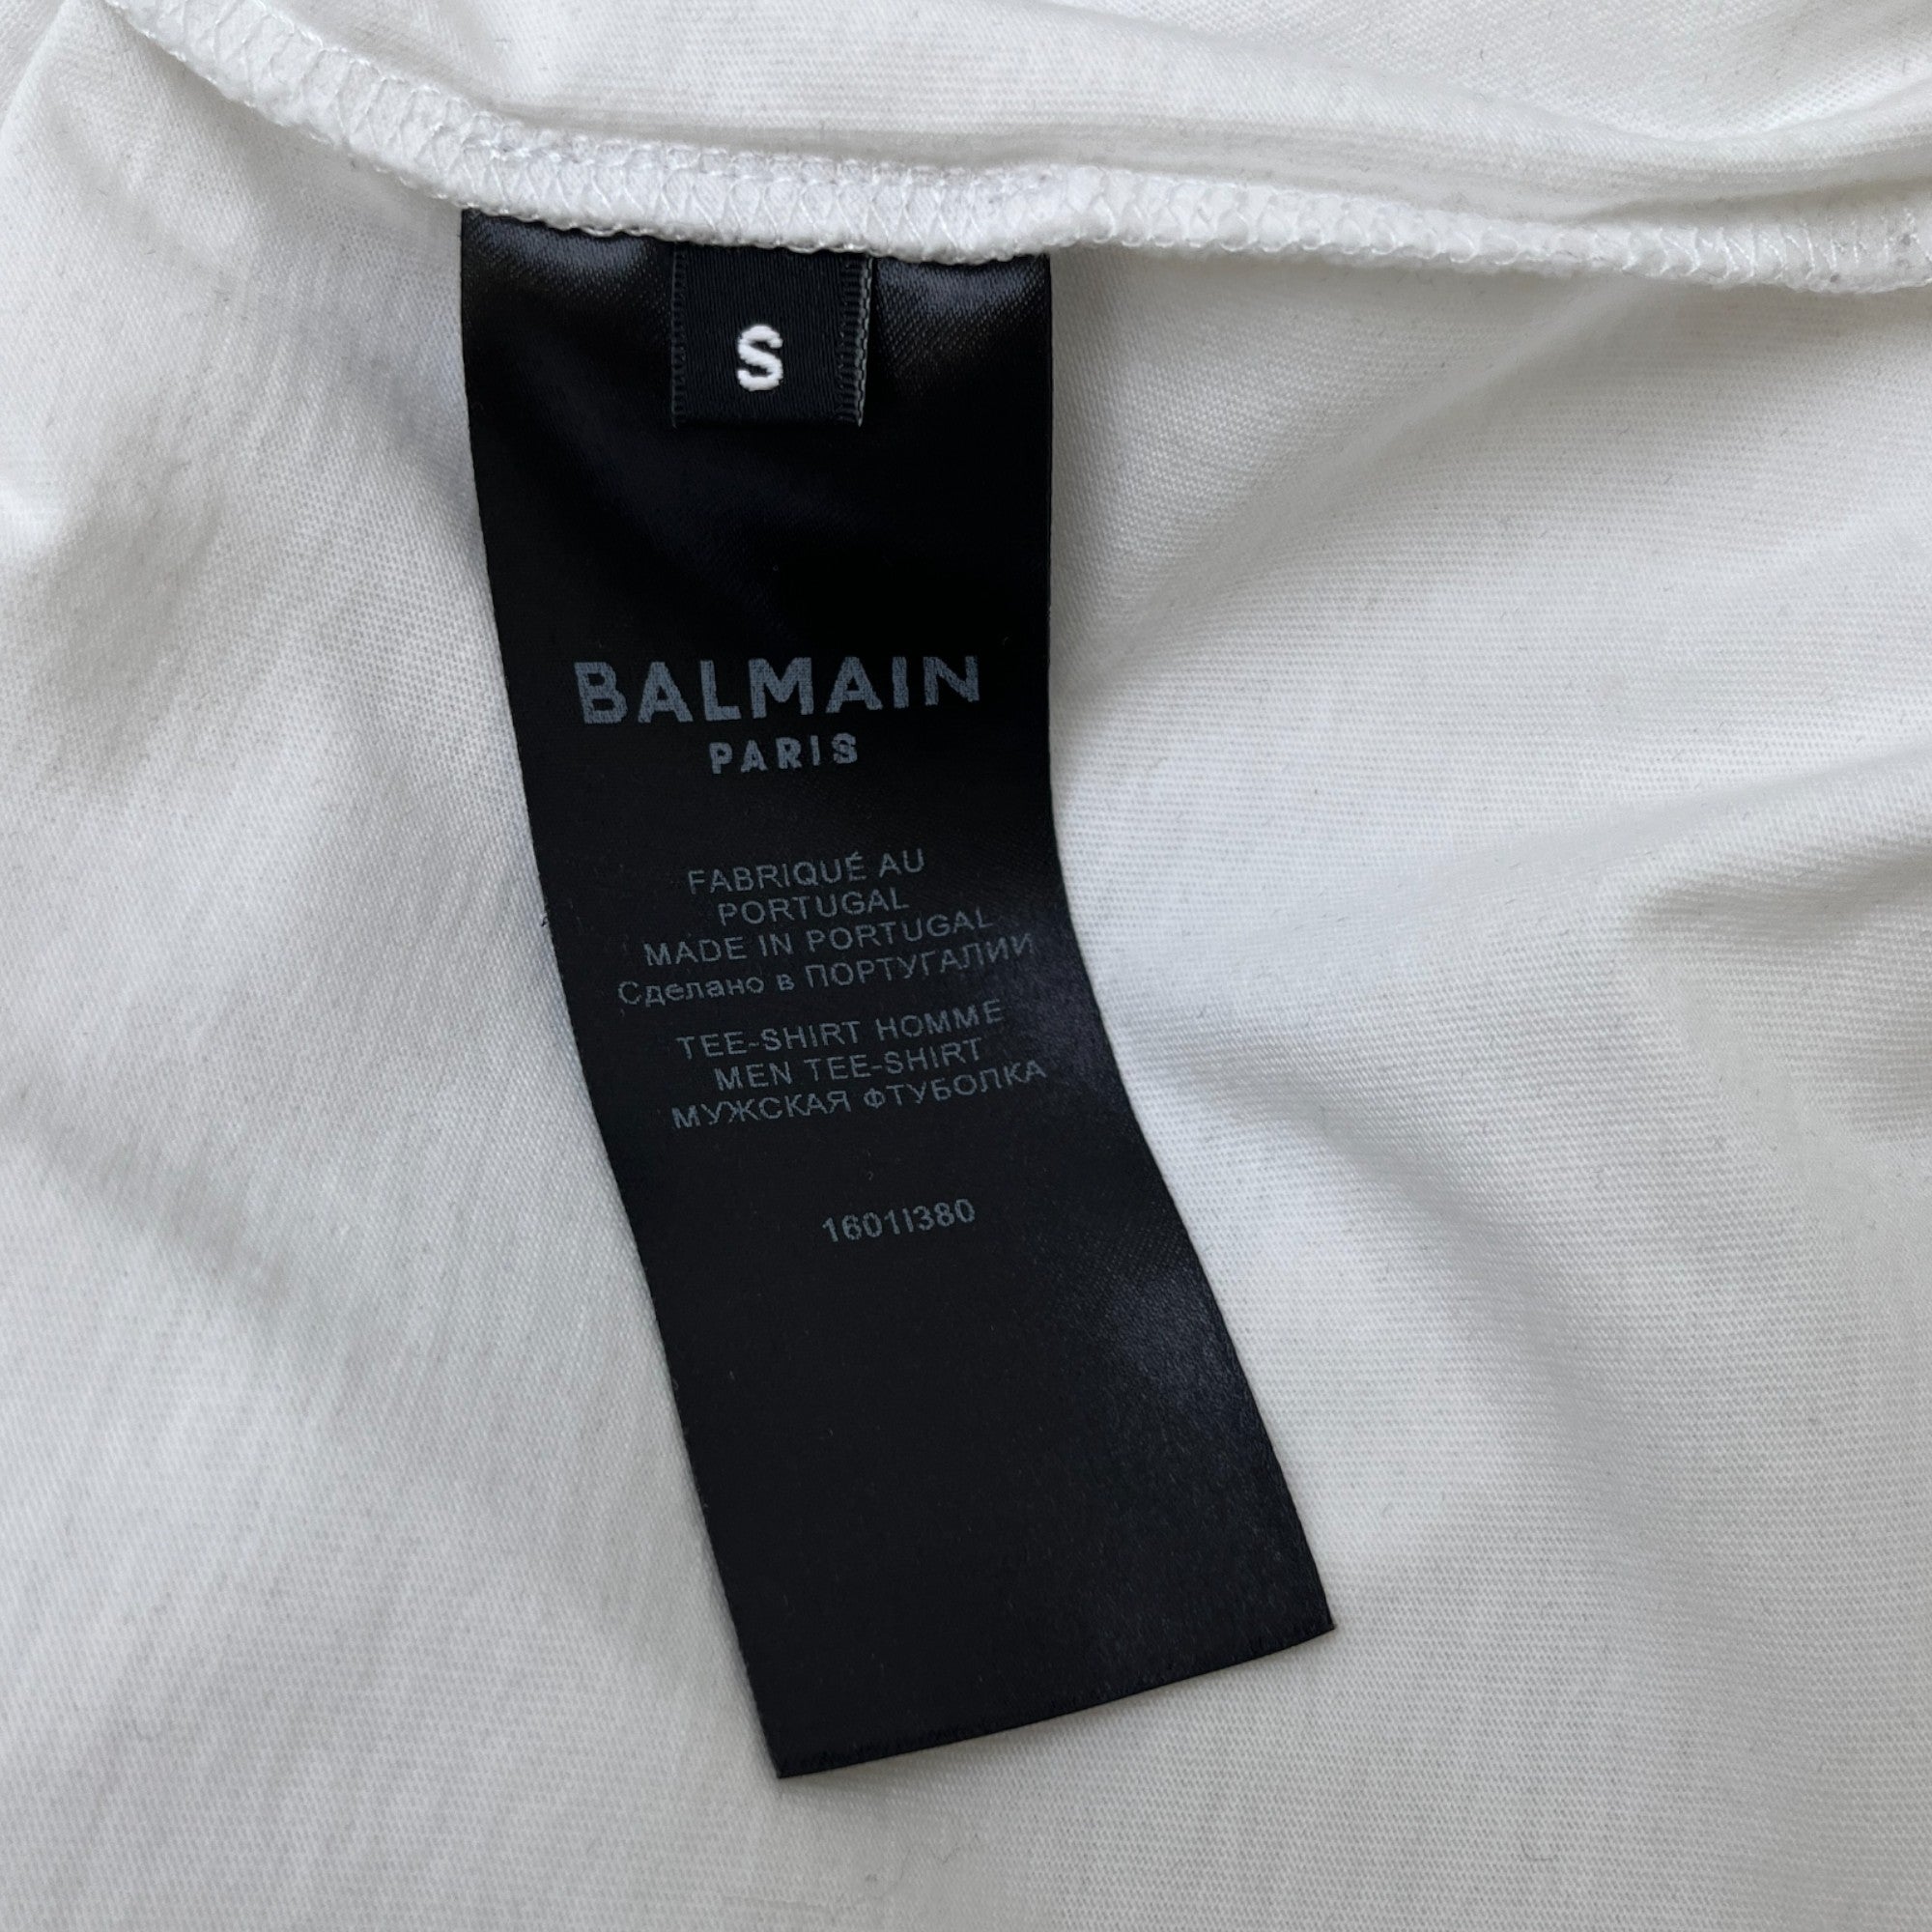 S
BALMAIN
PARIS
FABRIQUÉ AU
PORTUGAL
MADE IN PORTUGAL
Сделано в ПОРТУГАЛИИ
TEE-SHIRT HOMME
MEN TEE-SHIRT
МУЖСКАЯ ФТУБОЛКА
1601I380